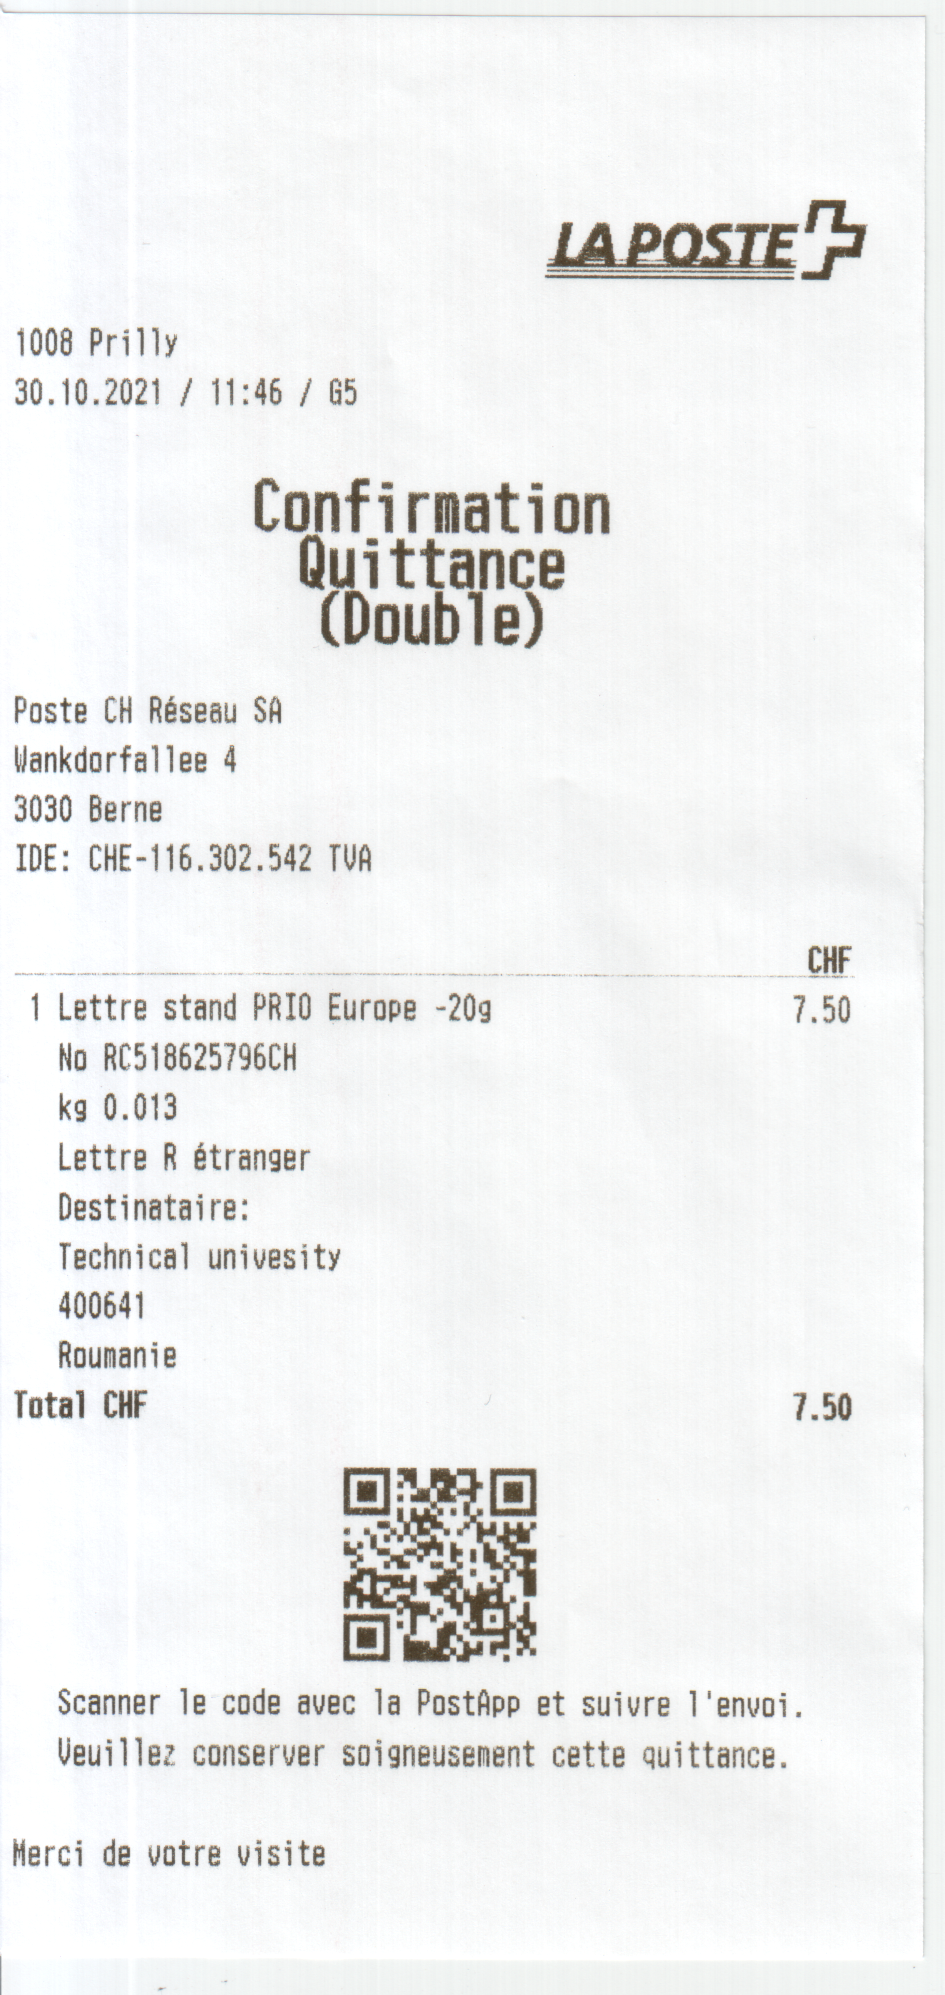 LA POSTE
1008 Prilly
30.10.2021 / 11:46 / G5
Confirmation
Quittance
(Double)
Poste CH Réseau SA
Wankdorfallee 4
3030 Berne
IDE: CHE-116.302.542 TVA
CHF
1 Lettre stand PRIO Europe -20g 7.50
No RC518625796CH
kg 0.013
Lettre R étranger
Destinataire:
Technical univesity
400641
Roumanie
Total CHF 7.50
Scanner le code avec la PostApp et suivre l'envoi.
Veuillez conserver soigneusement cette quittance.
Merci de votre visite